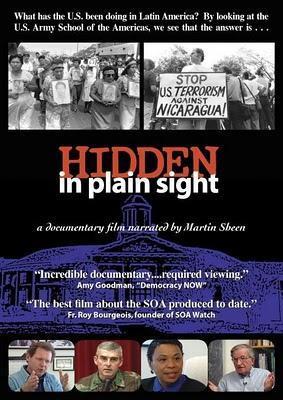 What has the U.S. been doing in Latin America?  By looking at the
U.S. Army School of the Americas, we see that the answer is . . .
STOP
U.S. TERRORISM
AGAINST
NICARAGUA!
HIDDEN
in plain sight
a documentary film narrated by Martin Sheen
“Incredible documentary....required viewing.”
Amy Goodman, “Democracy NOW”
“The best film about the SOA produced to date.”
Fr. Roy Bourgeois, founder of SOA Watch